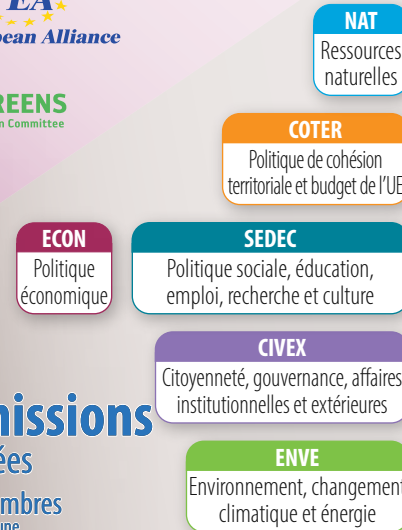 EA
pean Alliance
NAT
Ressources
naturelles
REENS
n Committee
COTER
Politique de cohésion
territoriale et budget de l'UE
ECON
Politique
économique
SEDEC
Politique sociale, éducation,
emploi, recherche et culture
CIVEX
Citoyenneté, gouvernance, affaires
institutionnelles et extérieures
missions
ées
mbres
ENVE
Environnement, changement
climatique et énergie
une